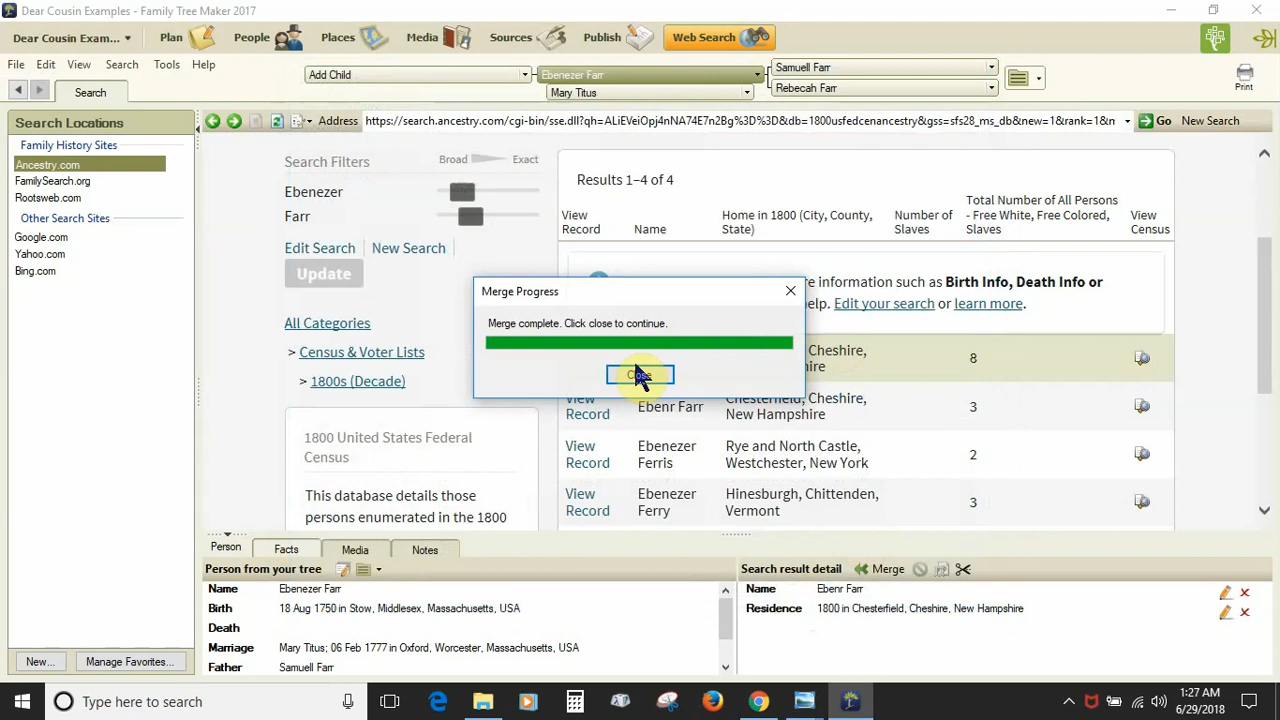 Dear Cousin Examples - Family Tree Maker 2017
Dear Cousin Exam... Plan People Places Media Sources Publish Web Search
File Edit View Search Tools Help
Add Child
Ebenezer Farr
Mary Titus
Samuell Farr
Rebecah Farr
Print
Search
Search Locations
Family History Sites
Ancestry.com
FamilySearch.org
Rootsweb.com
Other Search Sites
Google.com
Yahoo.com
Bing.com
New...
Manage Favorites...
Address https://search.ancestry.com/cgi-bin/sse.dll?qh=ALiEVeiOpj4nNA74E7n2Bg%3D%3D&db=1800usfedcenancestry&gss=sfs28_ms_db&new=1&rank=1&n Go New Search
Search Filters
Broad Exact
Ebenezer
Farr
Edit Search New Search
Update
All Categories
> Census & Voter Lists
> 1800s (Decade)
1800 United States Federal
Census
This database details those
persons enumerated in the 1800
Results 1–4 of 4
View
Record
Name
Home in 1800 (City, County,
State)
Number of
Slaves
Total Number of All Persons
- Free White, Free Colored,
Slaves
View
Census
re information such as Birth Info, Death Info or
help. Edit your search or learn more.
Cheshire,
hire
8
View
Record
Ebenr Farr
Chesterfield, Cheshire,
New Hampshire
3
View
Record
Ebenezer
Ferris
Rye and North Castle,
Westchester, New York
2
View
Record
Ebenezer
Ferry
Hinesburgh, Chittenden,
Vermont
3
Merge Progress
Merge complete. Click close to continue.
Person Facts Media Notes
Person from your tree
Name Ebenezer Farr
Birth 18 Aug 1750 in Stow, Middlesex, Massachusetts, USA
Death
Marriage Mary Titus: 06 Feb 1777 in Oxford, Worcester, Massachusetts, USA
Father Samuell Farr
Search result detail Merge
Name Ebenr Farr
Residence 1800 in Chesterfield, Cheshire, New Hampshire
Type here to search
1:27 AM
6/29/2018